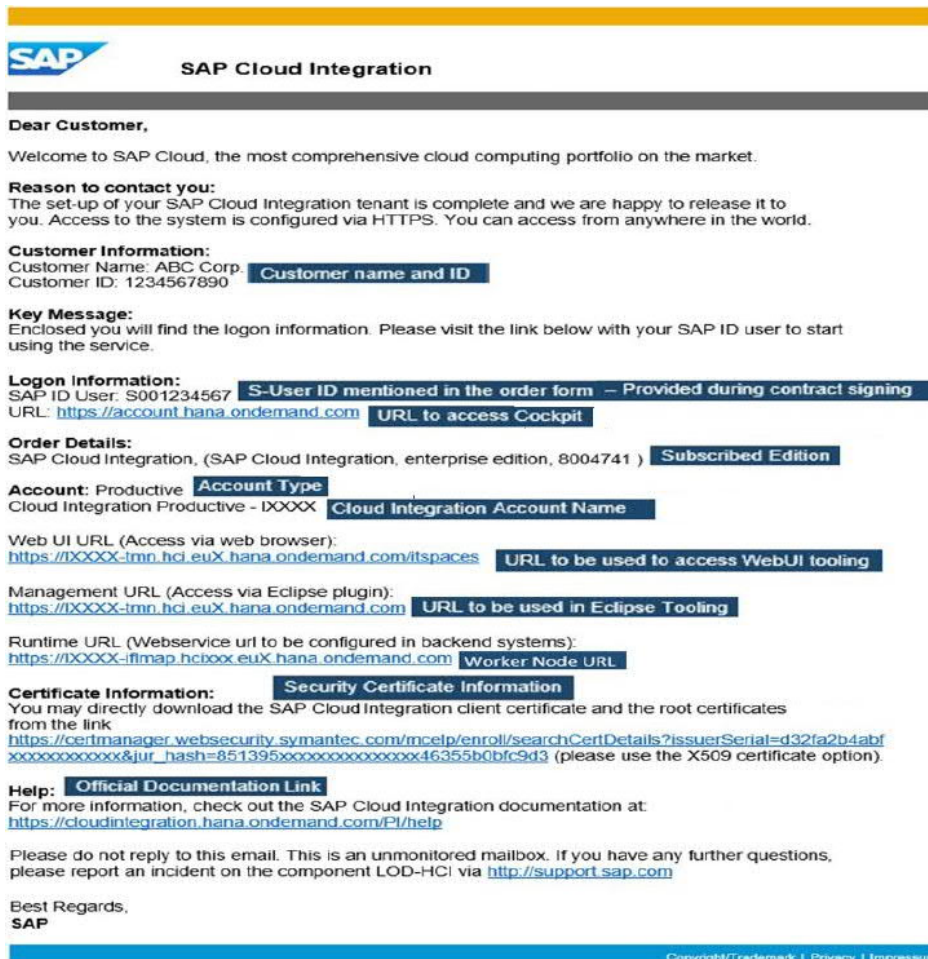 SAP
SAP Cloud Integration
Dear Customer,
Welcome to SAP Cloud, the most comprehensive cloud computing portfolio on the market.
Reason to contact you:
The set-up of your SAP Cloud Integration tenant is complete and we are happy to release it to
you. Access to the system is configured via HTTPS. You can access from anywhere in the world.
Customer Information:
Customer Name: ABC Corp.
Customer name and ID
Customer ID: 1234567890
Key Message:
Enclosed you will find the logon information. Please visit the link below with your SAP ID user to start
using the service.
Logon Information:
SAP ID User: S001234567 S-User ID mentioned in the order form – Provided during contract signing
URL: https://account.hana.ondemand.com URL to access Cockpit
Order Details:
SAP Cloud Integration, (SAP Cloud Integration, enterprise edition, 8004741 ) Subscribed Edition
Account: Productive Account Type
Cloud Integration Productive - IXXXX Cloud Integration Account Name
Web UI URL (Access via web browser):
https://IXXXX-tmn.hci.euX.hana.ondemand.com/itspaces URL to be used to access WebUI tooling
Management URL (Access via Eclipse plugin):
https://IXXXX-tmn.hci.euX.hana.ondemand.com URL to be used in Eclipse Tooling
Runtime URL (Webservice url to be configured in backend systems):
https://IXXXX-iflmap.hcixxx.euX.hana.ondemand.com Worker Node URL
Certificate Information: Security Certificate Information
You may directly download the SAP Cloud Integration client certificate and the root certificates
from the link
https://certmanager.websecurity.symantec.com/mcelp/enroll/searchCertDetails?issuerSerial=d32fa2b4abf
xxxxxxxxxxxx&jur_hash=851395xxxxxxxxxxxxxxx46355b0bfc9d3 (please use the X509 certificate option).
Help: Official Documentation Link
For more information, check out the SAP Cloud Integration documentation at:
https://cloudintegration.hana.ondemand.com/PI/help
Please do not reply to this email. This is an unmonitored mailbox. If you have any further questions,
please report an incident on the component LOD-HCI via http://support.sap.com
Best Regards,
SAP
Copyright/Trademark | Privacy | Impressu